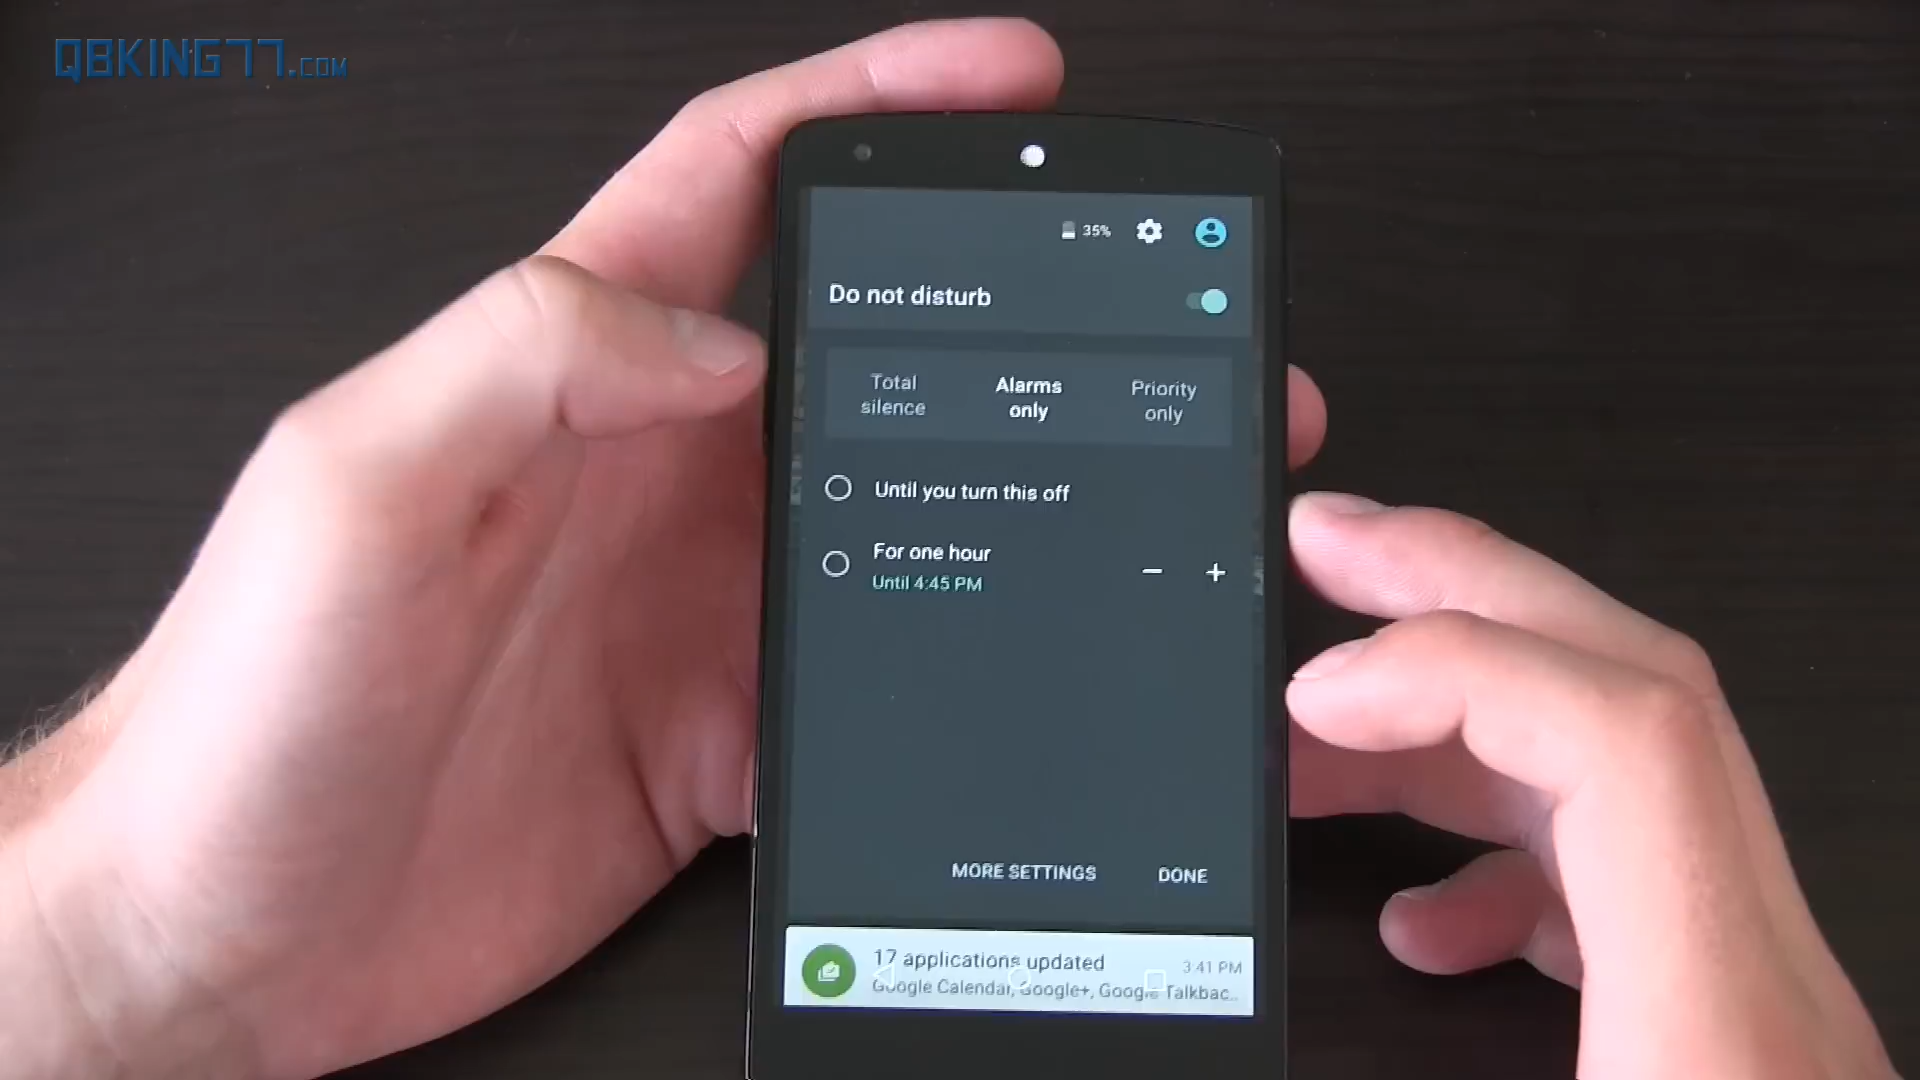 QBKING77.COM
35%
Do not disturb
Total silence
Alarms only
Priority only
Until you turn this off
For one hour
Until 4:45 PM
− +
MORE SETTINGS DONE
17 applications updated 3:41 PM
Google Calendar, Google+, Google Talkbac..